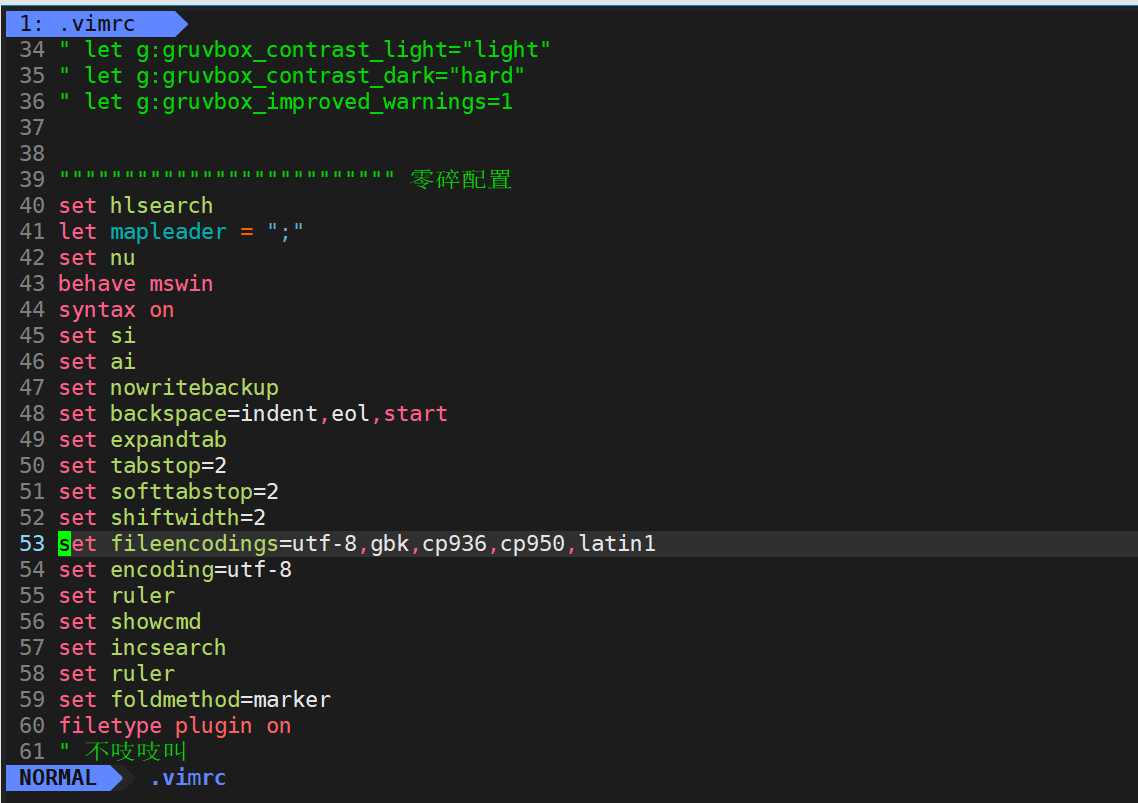 1: .vimrc
34 " let g:gruvbox_contrast_light="light"
35 " let g:gruvbox_contrast_dark="hard"
36 " let g:gruvbox_improved_warnings=1
37
38
39 """""""""""""""""""""""""" 零碎配置
40 set hlsearch
41 let mapleader = ";"
42 set nu
43 behave mswin
44 syntax on
45 set si
46 set ai
47 set nowritebackup
48 set backspace=indent,eol,start
49 set expandtab
50 set tabstop=2
51 set softtabstop=2
52 set shiftwidth=2
53 set fileencodings=utf-8,gbk,cp936,cp950,latin1
54 set encoding=utf-8
55 set ruler
56 set showcmd
57 set incsearch
58 set ruler
59 set foldmethod=marker
60 filetype plugin on
61 " 不吱吱叫
NORMAL .vimrc